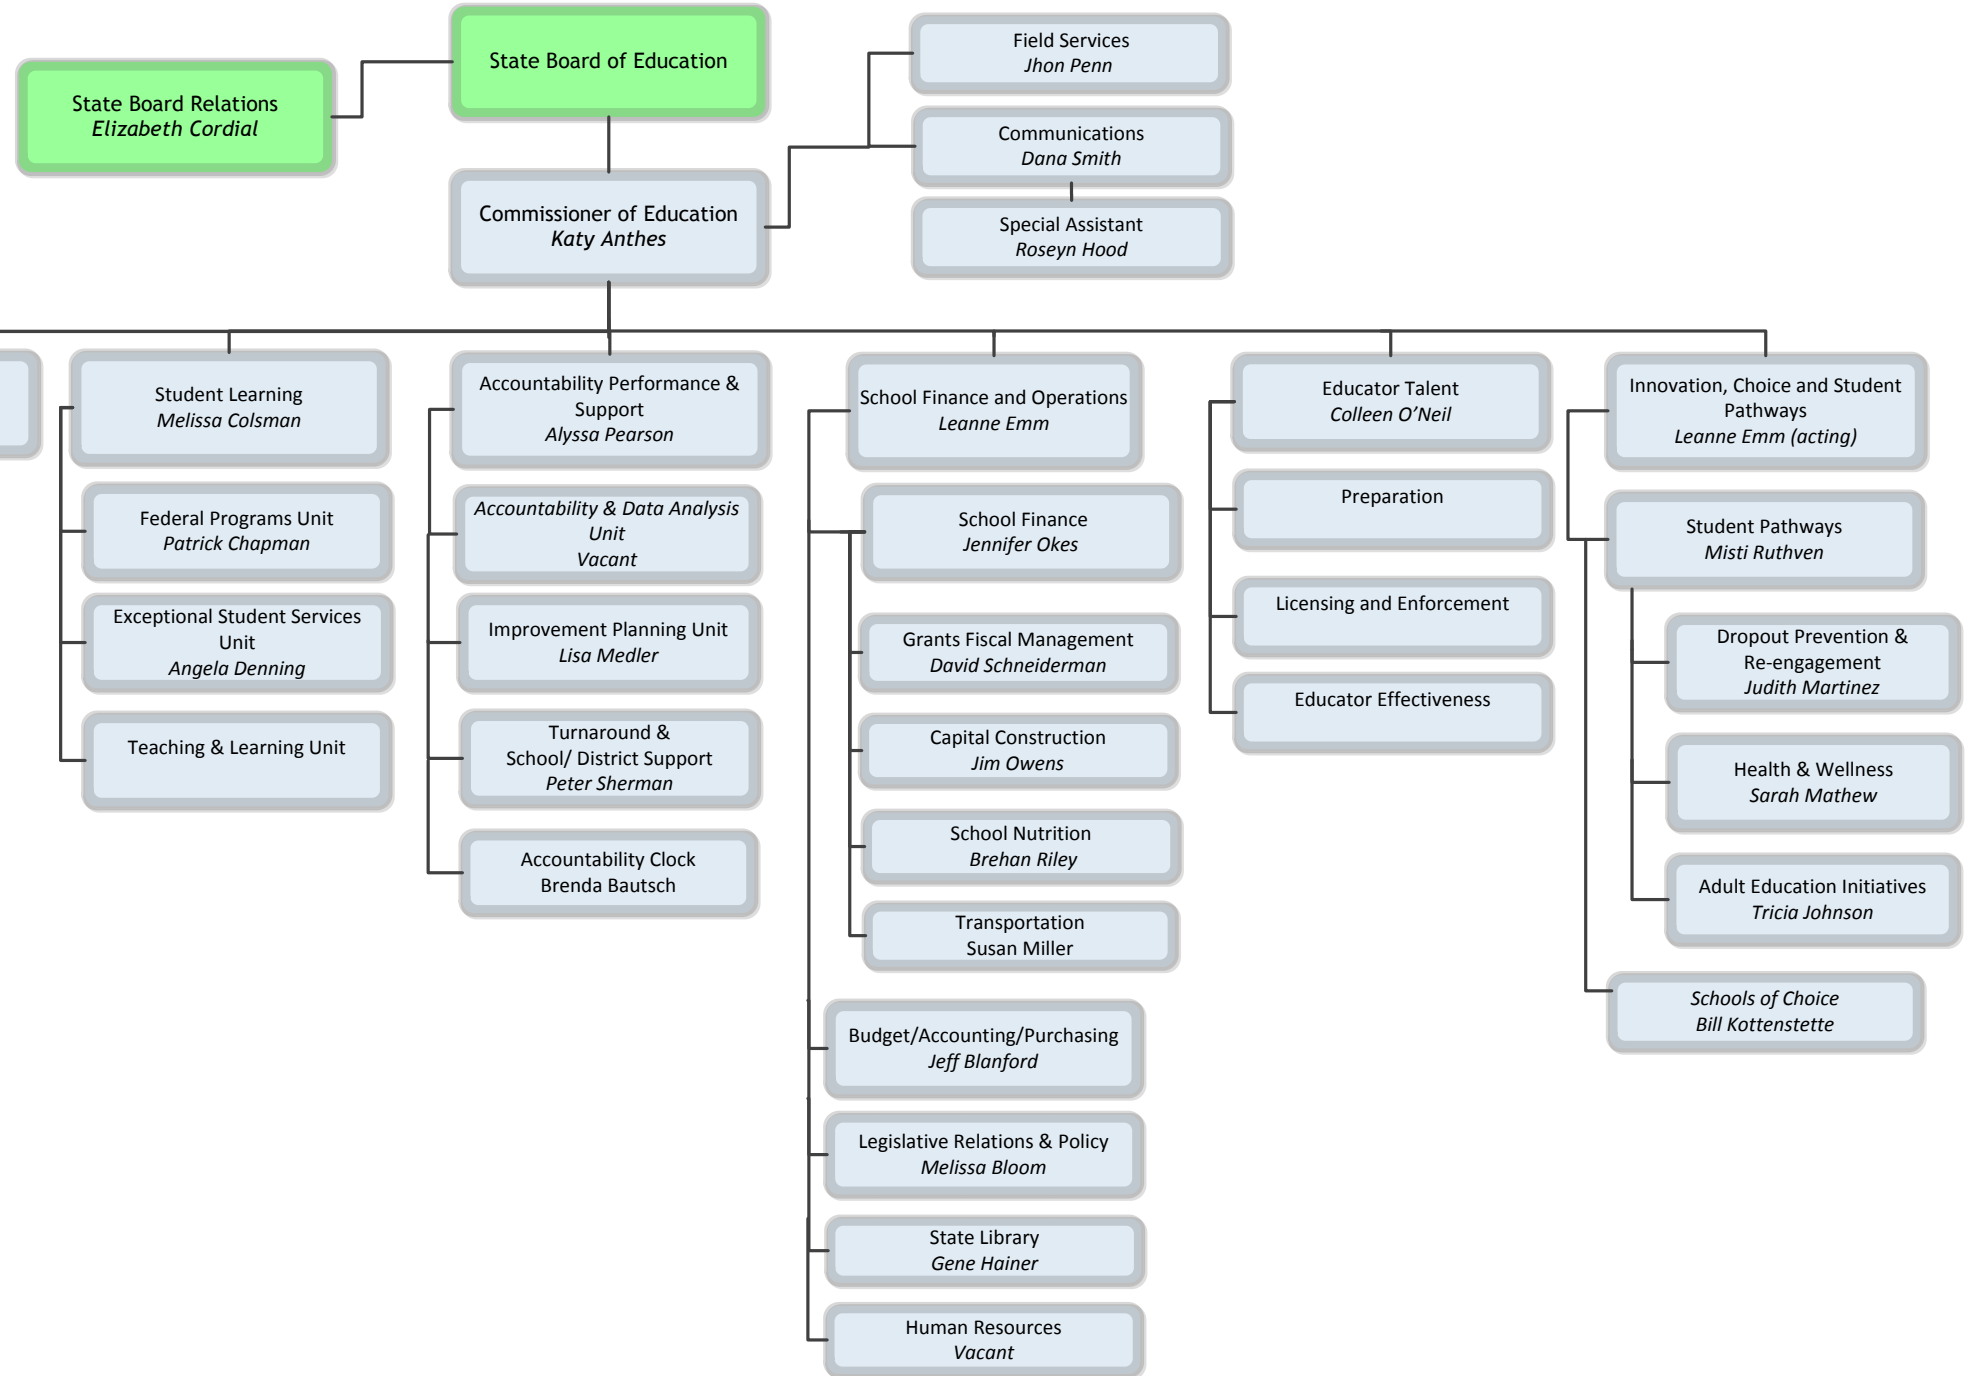 State Board of Education
State Board Relations
Elizabeth Cordial
Field Services
Jhon Penn
Communications
Dana Smith
Special Assistant
Roseyn Hood
Commissioner of Education
Katy Anthes
Student Learning
Melissa Colsman
Federal Programs Unit
Patrick Chapman
Exceptional Student Services
Unit
Angela Denning
Teaching & Learning Unit
Accountability Performance &
Support
Alyssa Pearson
Accountability & Data Analysis
Unit
Vacant
Improvement Planning Unit
Lisa Medler
Turnaround &
School/ District Support
Peter Sherman
Accountability Clock
Brenda Bautsch
School Finance and Operations
Leanne Emm
School Finance
Jennifer Okes
Grants Fiscal Management
David Schneiderman
Capital Construction
Jim Owens
School Nutrition
Brehan Riley
Transportation
Susan Miller
Budget/Accounting/Purchasing
Jeff Blanford
Legislative Relations & Policy
Melissa Bloom
State Library
Gene Hainer
Human Resources
Vacant
Educator Talent
Colleen O’Neil
Preparation
Licensing and Enforcement
Educator Effectiveness
Innovation, Choice and Student
Pathways
Leanne Emm (acting)
Student Pathways
Misti Ruthven
Dropout Prevention &
Re-engagement
Judith Martinez
Health & Wellness
Sarah Mathew
Adult Education Initiatives
Tricia Johnson
Schools of Choice
Bill Kottenstette